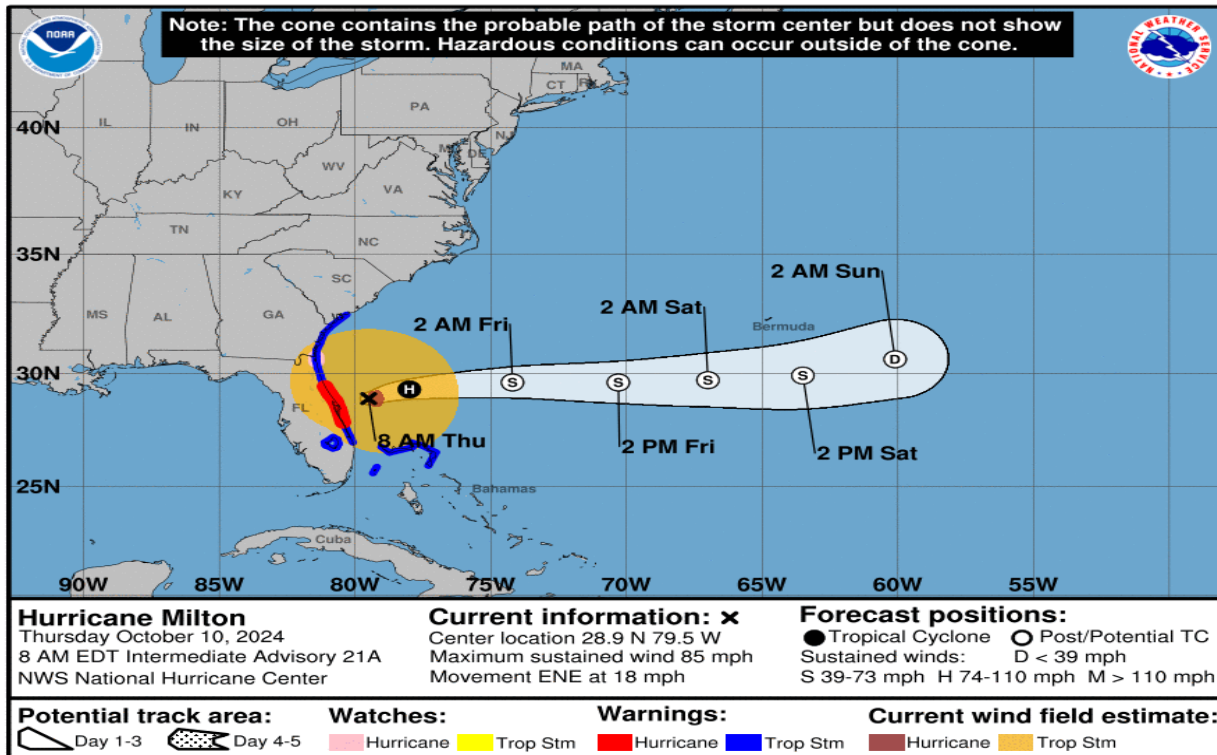 Note: The cone contains the probable path of the storm center but does not show
the size of the storm. Hazardous conditions can occur outside of the cone.
NOAA
NATIONAL WEATHER SERVICE
MA
CT
PA
NJ
IL
IN
OH
DE
40N
WV
KY
VA
TN
NC
35N
SC
MS
AL
GA
2 AM Sun
2 AM Sat
Bermuda
2 AM Fri
30N
FL
H
S
S
S
S
D
8 AM Thu
2 PM Fri
2 PM Sat
25N
Bahamas
Cuba
90W 85W 80W 75W 70W 65W 60W 55W
Hurricane Milton
Thursday October 10, 2024
8 AM EDT Intermediate Advisory 21A
NWS National Hurricane Center
Current information: x
Center location 28.9 N 79.5 W
Maximum sustained wind 85 mph
Movement ENE at 18 mph
Forecast positions:
Tropical Cyclone Post/Potential TC
Sustained winds: D < 39 mph
S 39-73 mph H 74-110 mph M > 110 mph
Potential track area:
Day 1-3 Day 4-5
Watches:
Hurricane Trop Stm
Warnings:
Hurricane Trop Stm
Current wind field estimate:
Hurricane Trop Stm